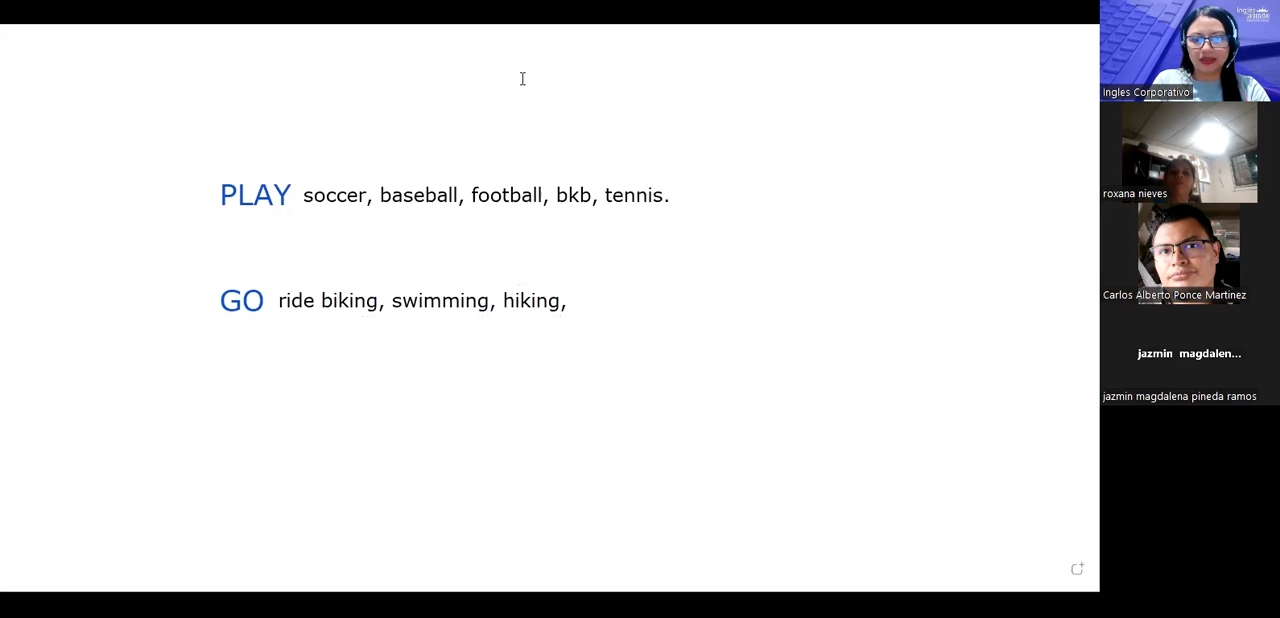 PLAY soccer, baseball, football, bkb, tennis.
GO ride biking, swimming, hiking,
Ingles Corporativo
roxana nieves
Carlos Alberto Ponce Martinez
jazmin magdalen...
jazmin magdalena pineda ramos